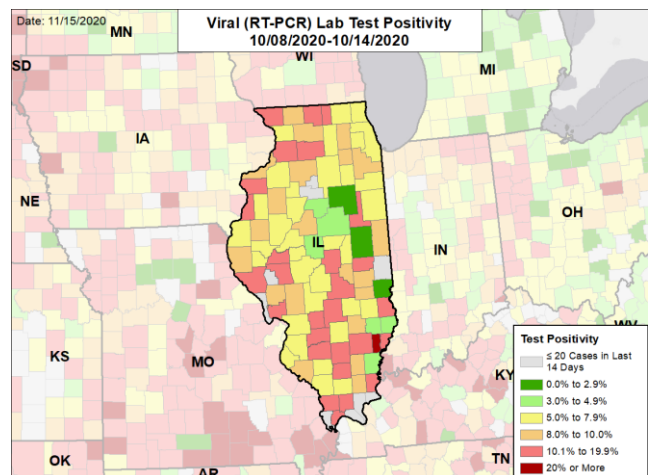 Date: 11/15/2020
Viral (RT-PCR) Lab Test Positivity
10/08/2020-10/14/2020
MN
SD
WI
MI
IA
NE
IL
IN
OH
KS
MO
WV
KY
OK
AR
TN
Test Positivity
≤ 20 Cases in Last
14 Days
0.0% to 2.9%
3.0% to 4.9%
5.0% to 7.9%
8.0% to 10.0%
10.1% to 19.9%
20% or More